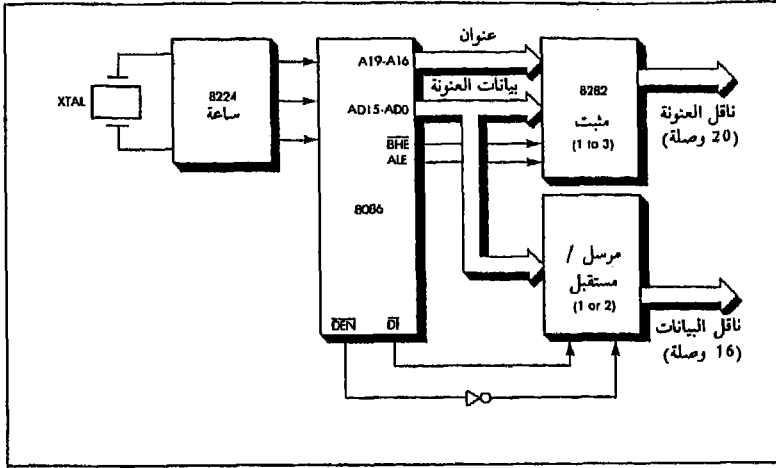 XTAL
8224
ساعة
A19-A16
AD15-AD0
BHE
ALE
8086
DEN DT
عنوان
بيانات العنونة
8282
مثبت
(1 to 3)
ناقل العنونة
(20 وصلة)
مرسل /
مستقبل
(1 or 2)
ناقل البيانات
(16 وصلة)